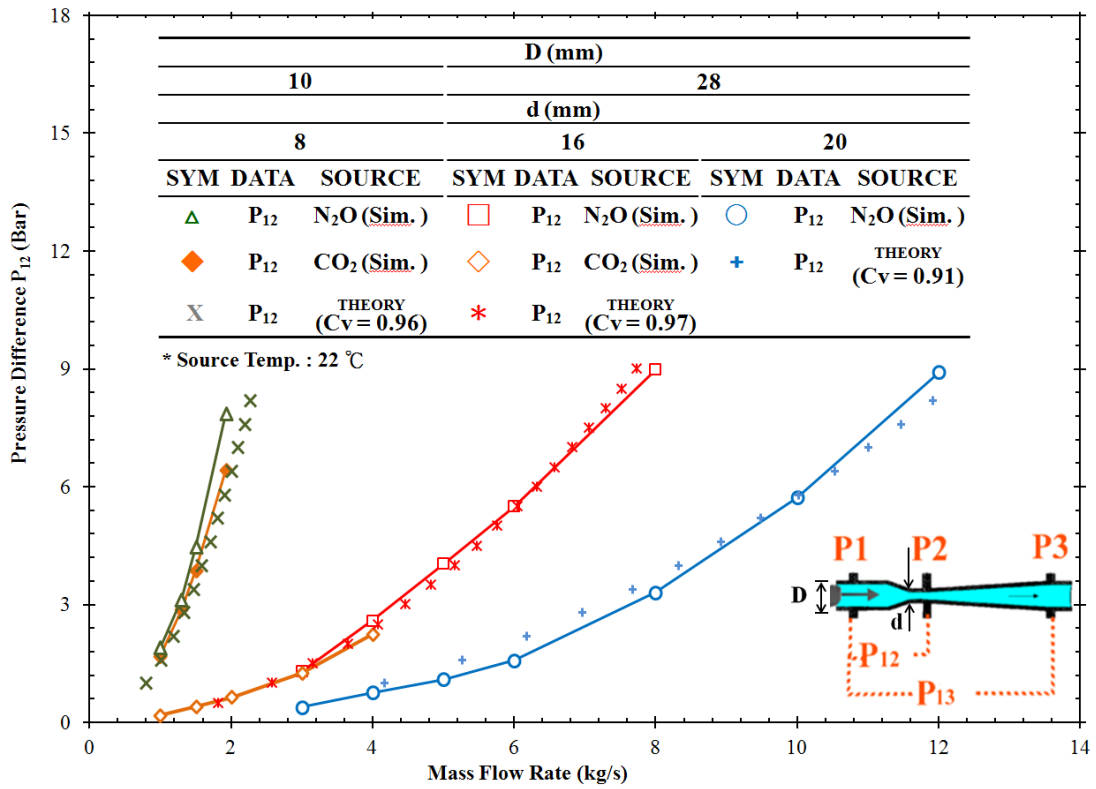 18
15
12
9
6
3
0
Pressure Difference P12 (Bar)
D (mm)
10 28
d (mm)
8 16 20
SYM DATA SOURCE SYM DATA SOURCE SYM DATA SOURCE
P12 N2O (Sim. ) P12 N2O (Sim. ) P12 N2O (Sim. )
P12 CO2 (Sim. ) P12 CO2 (Sim. ) P12 THEORY
(Cv = 0.91)
X P12 THEORY P12 THEORY
(Cv = 0.96) (Cv = 0.97)
* Source Temp. : 22 ℃
P1 P2 P3
D
d
P12
P13
0 2 4 6 8 10 12 14
Mass Flow Rate (kg/s)